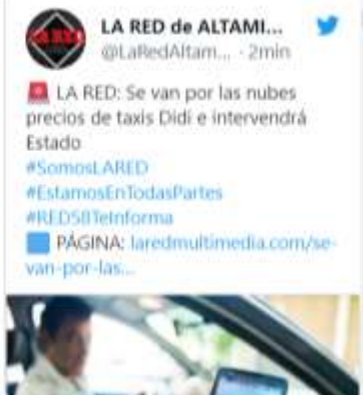 LA RED de ALTAMI...
@LaRedAltam... · 2min
LA RED: Se van por las nubes
precios de taxis Didi e intervendrá
Estado
#SomosLARED
#EstamosEnTodasPartes
#RED58TeInforma
PÁGINA: laredmultimedia.com/se-
van-por-las...